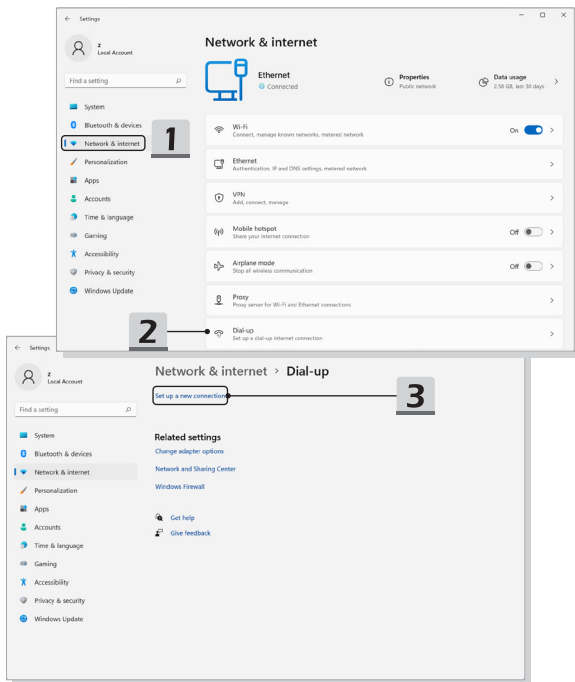 Settings
z
Local Account
Find a setting
System
Bluetooth & devices
Network & internet
Personalization
Apps
Accounts
Time & language
Gaming
Accessibility
Privacy & security
Windows Update
1
Network & internet
Ethernet
Connected
Properties
Public network
Data usage
2.58 GB, last 30 days
Wi-Fi
Connect, manage known networks, metered network
On
Ethernet
Authentication, IP and DNS settings, metered network
VPN
Add, connect, manage
Mobile hotspot
Share your internet connection
Off
Airplane mode
Stop all wireless communication
Off
Proxy
Proxy server for Wi-Fi and Ethernet connections
2
Dial-up
Set up a dial-up internet connection
Settings
z
Local Account
Find a setting
System
Bluetooth & devices
Network & internet
Personalization
Apps
Accounts
Time & language
Gaming
Accessibility
Privacy & security
Windows Update
Network & internet > Dial-up
Set up a new connection
3
Related settings
Change adapter options
Network and Sharing Center
Windows Firewall
Get help
Give feedback